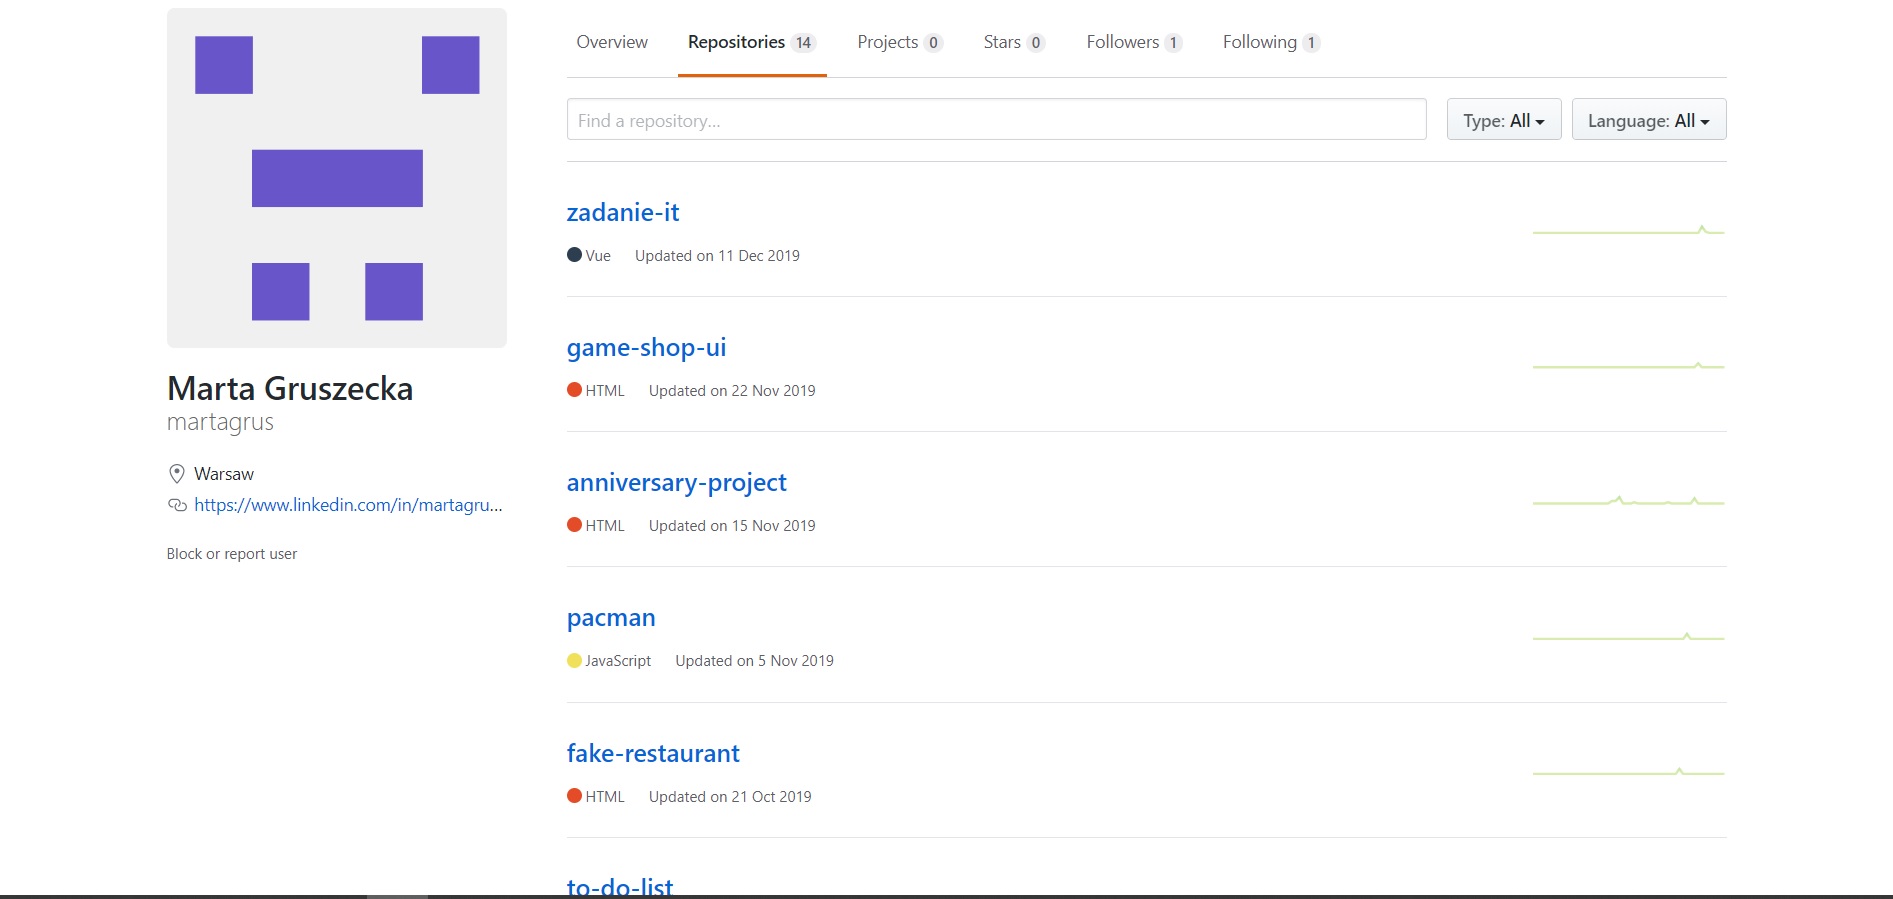 Overview Repositories 14 Projects 0 Stars 0 Followers 1 Following 1
Find a repository... Type: All Language: All
Marta Gruszecka
martagrus
Warsaw
https://www.linkedin.com/in/martagru...
Block or report user
zadanie-it
Vue Updated on 11 Dec 2019
game-shop-ui
HTML Updated on 22 Nov 2019
anniversary-project
HTML Updated on 15 Nov 2019
pacman
JavaScript Updated on 5 Nov 2019
fake-restaurant
HTML Updated on 21 Oct 2019
to-do-list